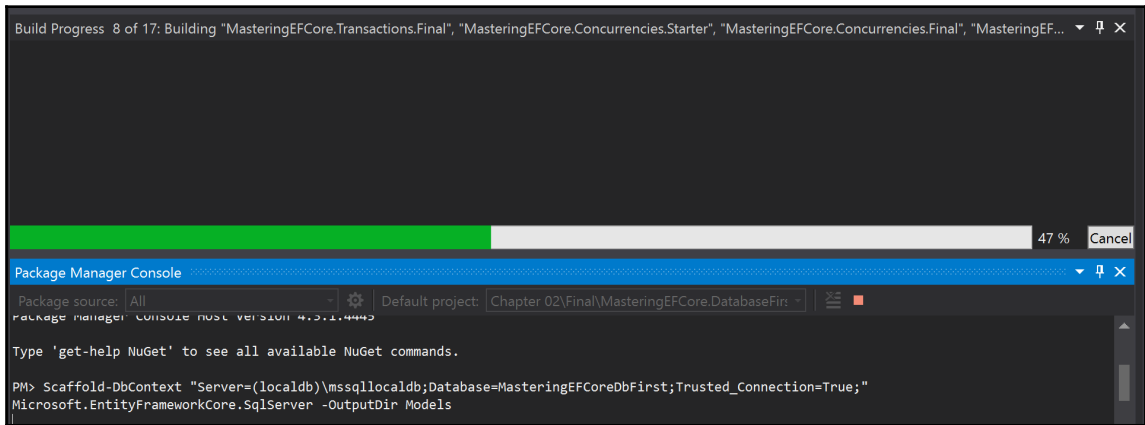 Build Progress 8 of 17: Building "MasteringEFCore.Transactions.Final", "MasteringEFCore.Concurrencies.Starter", "MasteringEFCore.Concurrencies.Final", "MasteringEF...
47 % Cancel
Package Manager Console
Package source: All Default project: Chapter 02\Final\MasteringEFCore.DatabaseFirs
Package Manager Console Host Version 4.3.1.4445
Type 'get-help NuGet' to see all available NuGet commands.
PM> Scaffold-DbContext "Server=(localdb)\mssqllocaldb;Database=MasteringEFCoreDbFirst;Trusted_Connection=True;"
Microsoft.EntityFrameworkCore.SqlServer -OutputDir Models